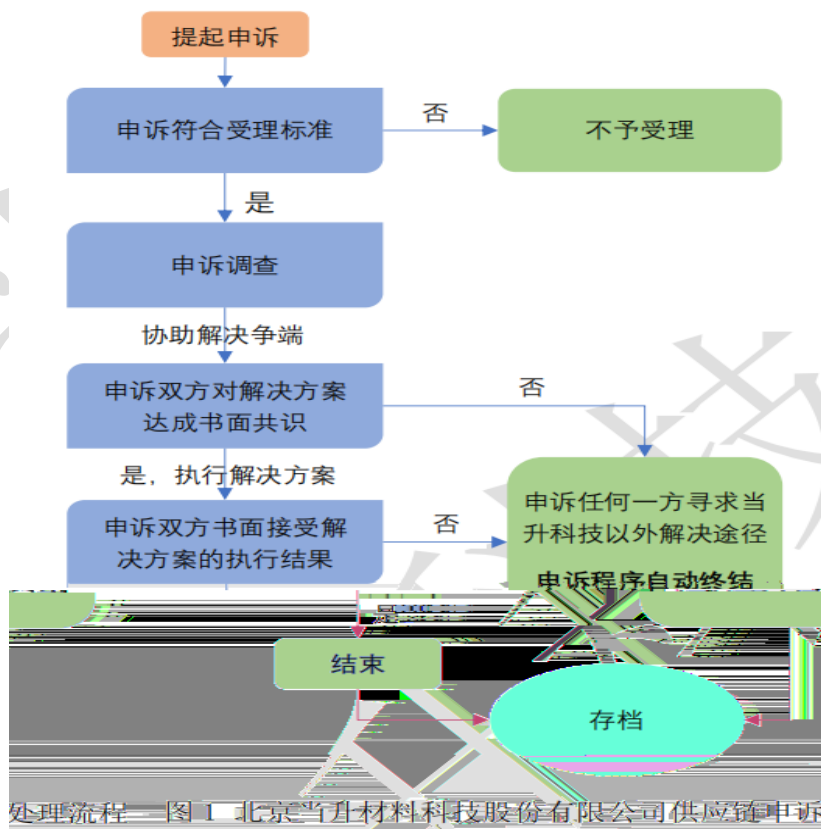 提起申诉
申诉符合受理标准
否
不予受理
是
申诉调查
协助解决争端
申诉双方对解决方案
达成书面共识
否
是，执行解决方案
申诉双方书面接受解
决方案的执行结果
否
申诉任何一方寻求当
升科技以外解决途径
申诉程序自动终结
结束
存档
处理流程 图 1 北京当升材料科技股份有限公司供应链申诉